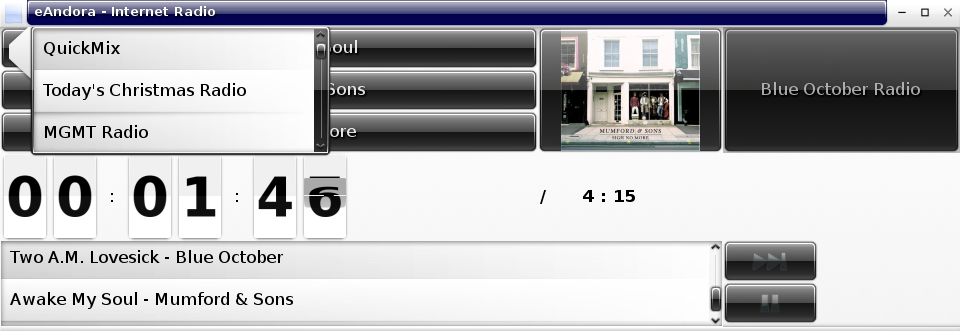 eAndora - Internet Radio
QuickMix
Today's Christmas Radio
MGMT Radio
oul
Sons
ore
MUMFORD & SONS
SIGH NO MORE
Blue October Radio
00 : 01 : 46 / 4 : 15
Two A.M. Lovesick - Blue October
Awake My Soul - Mumford & Sons